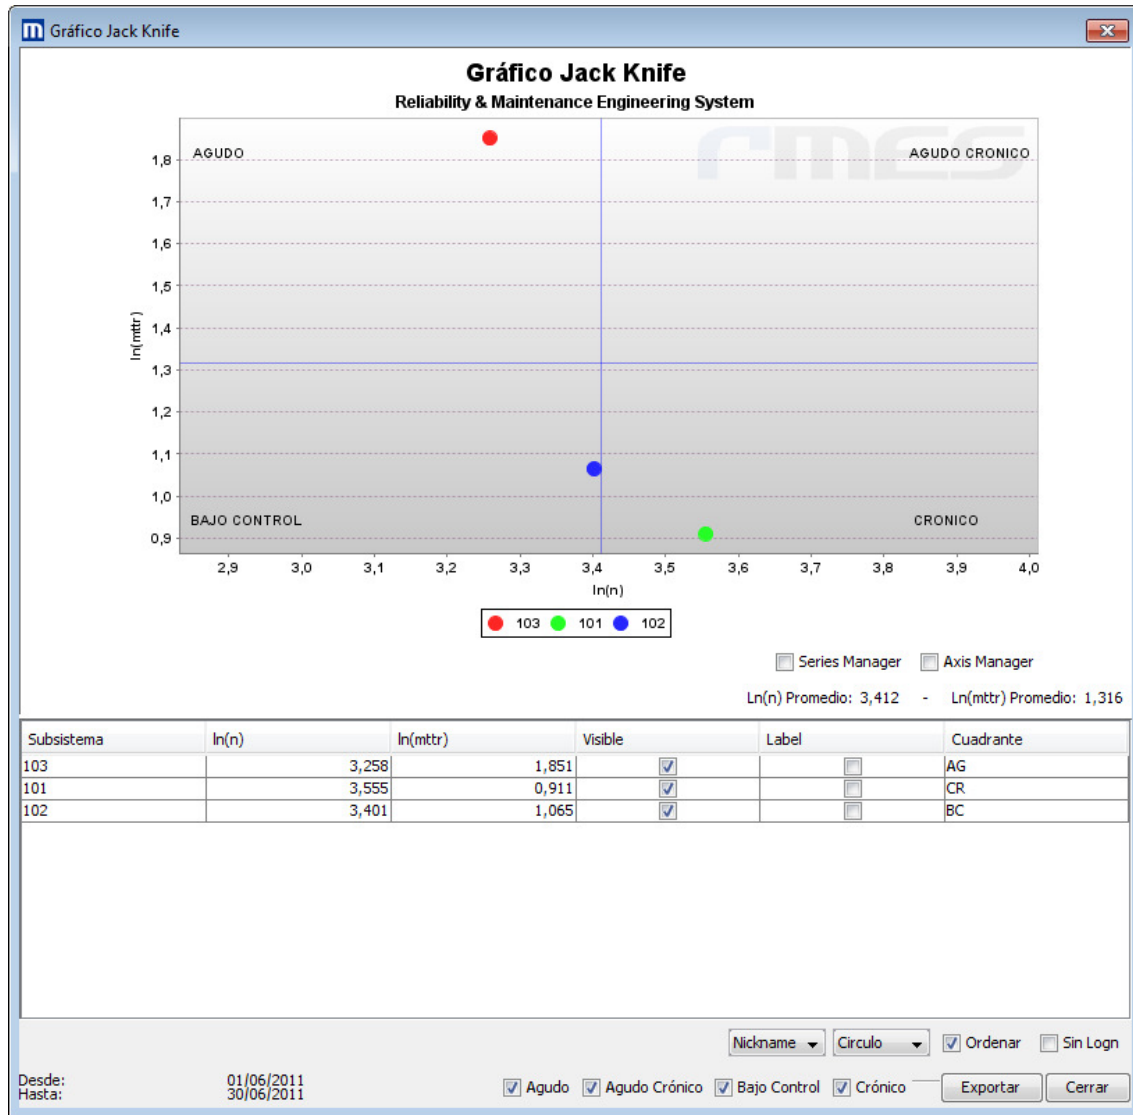 m Gráfico Jack Knife
Gráfico Jack Knife
Reliability & Maintenance Engineering System
rmes
AGUDO
AGUDO CRONICO
BAJO CONTROL
CRONICO
ln(mttr)
1,8
1,7
1,6
1,5
1,4
1,3
1,2
1,1
1,0
0,9
2,9 3,0 3,1 3,2 3,3 3,4 3,5 3,6 3,7 3,8 3,9 4,0
ln(n)
103 101 102
Series Manager Axis Manager
Ln(n) Promedio: 3,412 - Ln(mttr) Promedio: 1,316
Subsistema ln(n) ln(mttr) Visible Label Cuadrante
103 3,258 1,851 AG
101 3,555 0,911 CR
102 3,401 1,065 BC
Nickname Circulo Ordenar Sin Logn
Desde: 01/06/2011
Hasta: 30/06/2011
Agudo Agudo Crónico Bajo Control Crónico Exportar Cerrar